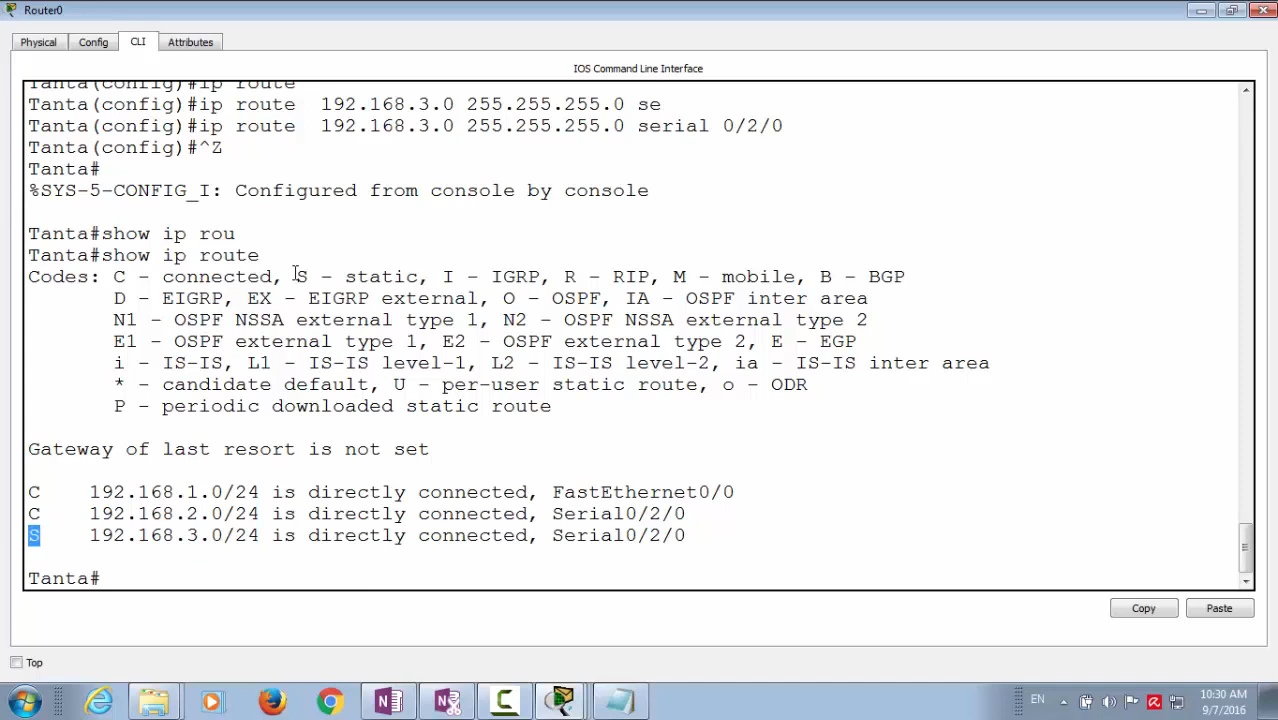 Router0
Physical Config CLI Attributes
IOS Command Line Interface
Tanta(config)#ip route
Tanta(config)#ip route  192.168.3.0 255.255.255.0 se
Tanta(config)#ip route  192.168.3.0 255.255.255.0 serial 0/2/0
Tanta(config)#^Z
Tanta#
%SYS-5-CONFIG_I: Configured from console by console
Tanta#show ip rou
Tanta#show ip route
Codes: C - connected, S - static, I - IGRP, R - RIP, M - mobile, B - BGP
D - EIGRP, EX - EIGRP external, O - OSPF, IA - OSPF inter area
N1 - OSPF NSSA external type 1, N2 - OSPF NSSA external type 2
E1 - OSPF external type 1, E2 - OSPF external type 2, E - EGP
i - IS-IS, L1 - IS-IS level-1, L2 - IS-IS level-2, ia - IS-IS inter area
* - candidate default, U - per-user static route, o - ODR
P - periodic downloaded static route
Gateway of last resort is not set
C    192.168.1.0/24 is directly connected, FastEthernet0/0
C    192.168.2.0/24 is directly connected, Serial0/2/0
S    192.168.3.0/24 is directly connected, Serial0/2/0
Tanta#
Copy Paste
Top
EN
10:30 AM
9/7/2016